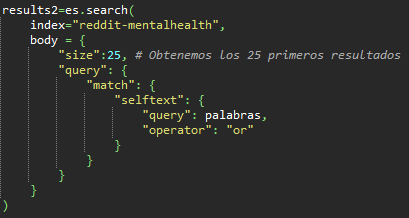 results2=es.search(
    index="reddit-mentalhealth",
    body = {
        "size":25, # Obtenemos los 25 primeros resultados
        "query": {
            "match": {
                "selftext": {
                    "query": palabras,
                    "operator": "or"
                }
            }
        }
    }
)